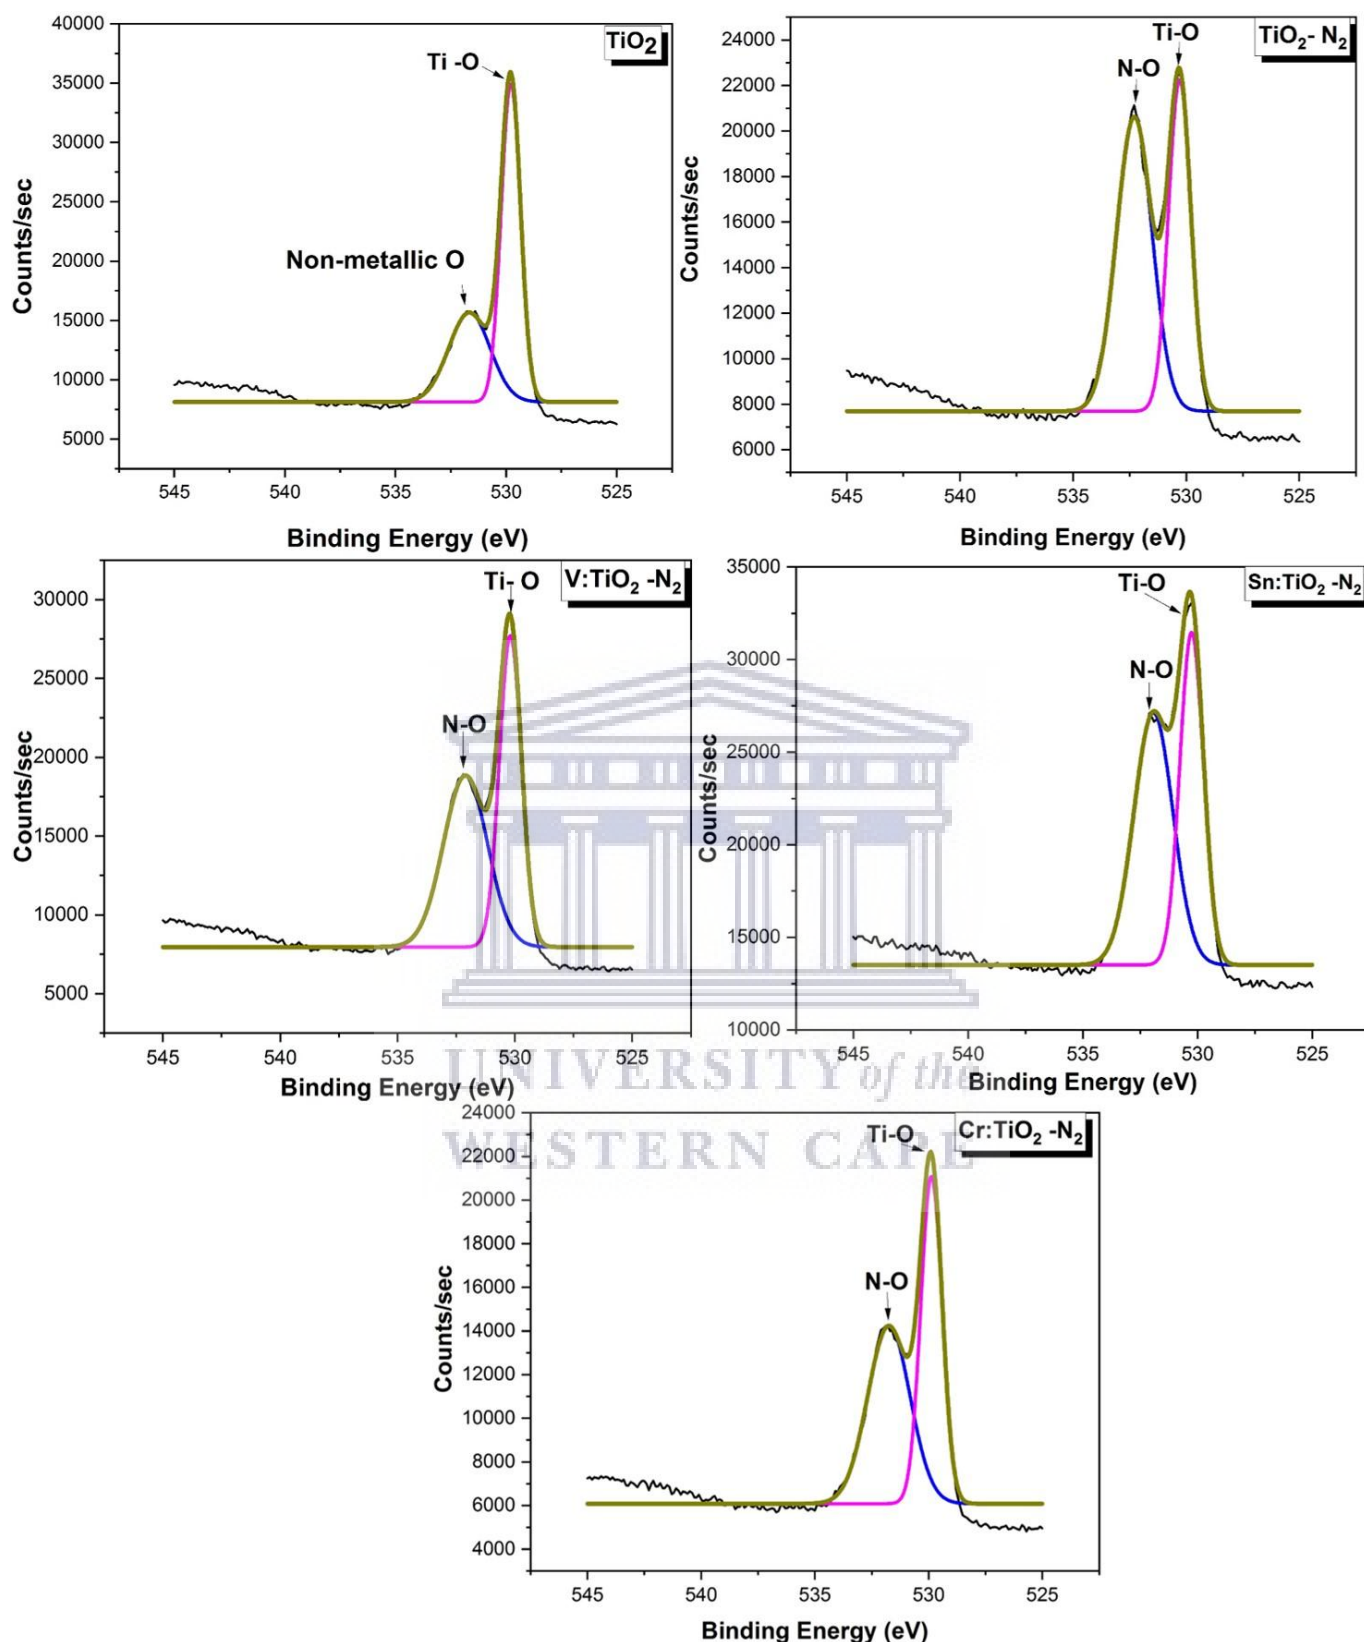 TiO2
Ti -O
Non-metallic O
Counts/sec
40000
35000
30000
25000
20000
15000
10000
5000
545 540 535 530 525
Binding Energy (eV)
TiO2- N2
Ti-O
N-O
Counts/sec
24000
22000
20000
18000
16000
14000
12000
10000
8000
6000
545 540 535 530 525
Binding Energy (eV)
V:TiO2 -N2
Ti- O
N-O
Counts/sec
30000
25000
20000
15000
10000
5000
545 540 535 530 525
Binding Energy (eV)
Sn:TiO2 -N2
Ti-O
N-O
Counts/sec
35000
30000
25000
20000
15000
10000
545 540 535 530 525
Binding Energy (eV)
UNIVERSITY of the
WESTERN CAPE
Cr:TiO2 -N2
Ti-O
N-O
Counts/sec
24000
22000
20000
18000
16000
14000
12000
10000
8000
6000
4000
545 540 535 530 525
Binding Energy (eV)